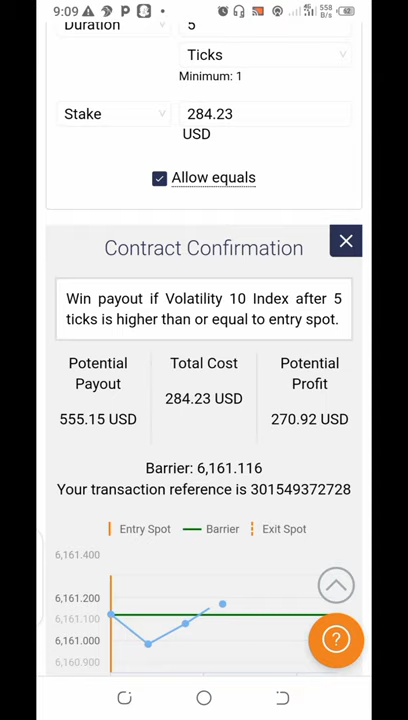 9:09
4G 558 B/s 62
Duration 5
Ticks
Minimum: 1
Stake 284.23
USD
Allow equals
Contract Confirmation
Win payout if Volatility 10 Index after 5
ticks is higher than or equal to entry spot.
Potential Payout
555.15 USD
Total Cost
284.23 USD
Potential Profit
270.92 USD
Barrier: 6,161.116
Your transaction reference is 301549372728
Entry Spot Barrier Exit Spot
6,161.400
6,161.200
6,161.100
6,161.000
6,160.900